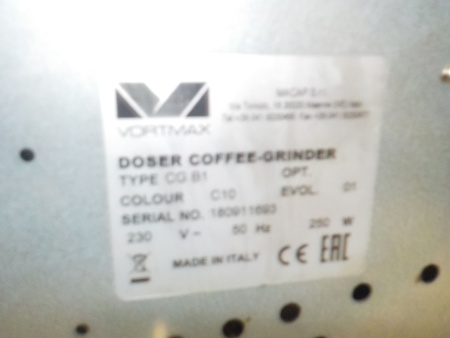 VORTMAX
MACAP S.r.l.
DOSER COFFEE-GRINDER
TYPE CG B1 OPT.
COLOUR C10 EVOL. 01
SERIAL NO. 180911693
230 V~ 50 Hz 250 W
MADE IN ITALY CE EAC